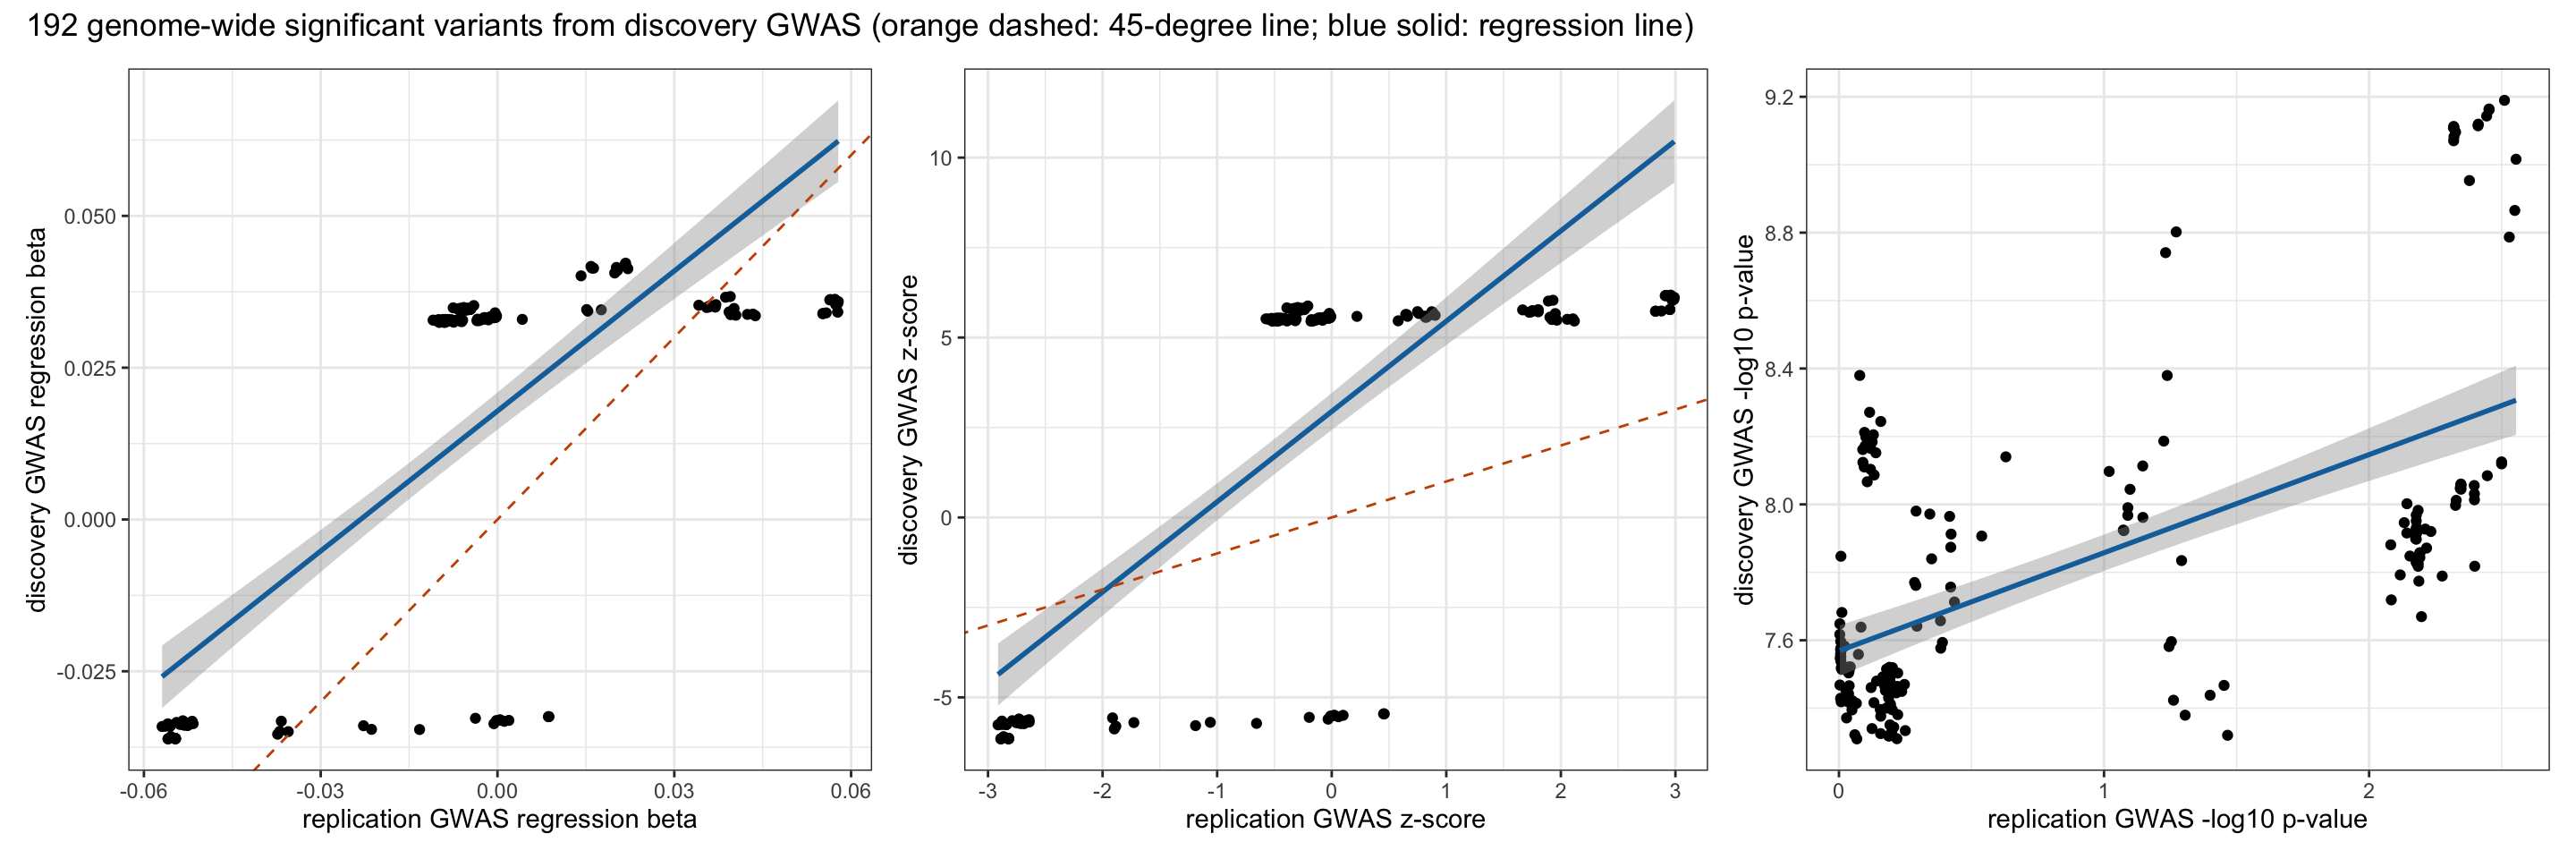 192 genome-wide significant variants from discovery GWAS (orange dashed: 45-degree line; blue solid: regression line)
discovery GWAS regression beta
0.050
0.025
0.000
-0.025
-0.06 -0.03 0.00 0.03 0.06
replication GWAS regression beta
discovery GWAS z-score
10
5
0
-5
-3 -2 -1 0 1 2 3
replication GWAS z-score
discovery GWAS -log10 p-value
9.2
8.8
8.4
8.0
7.6
0 1 2
replication GWAS -log10 p-value